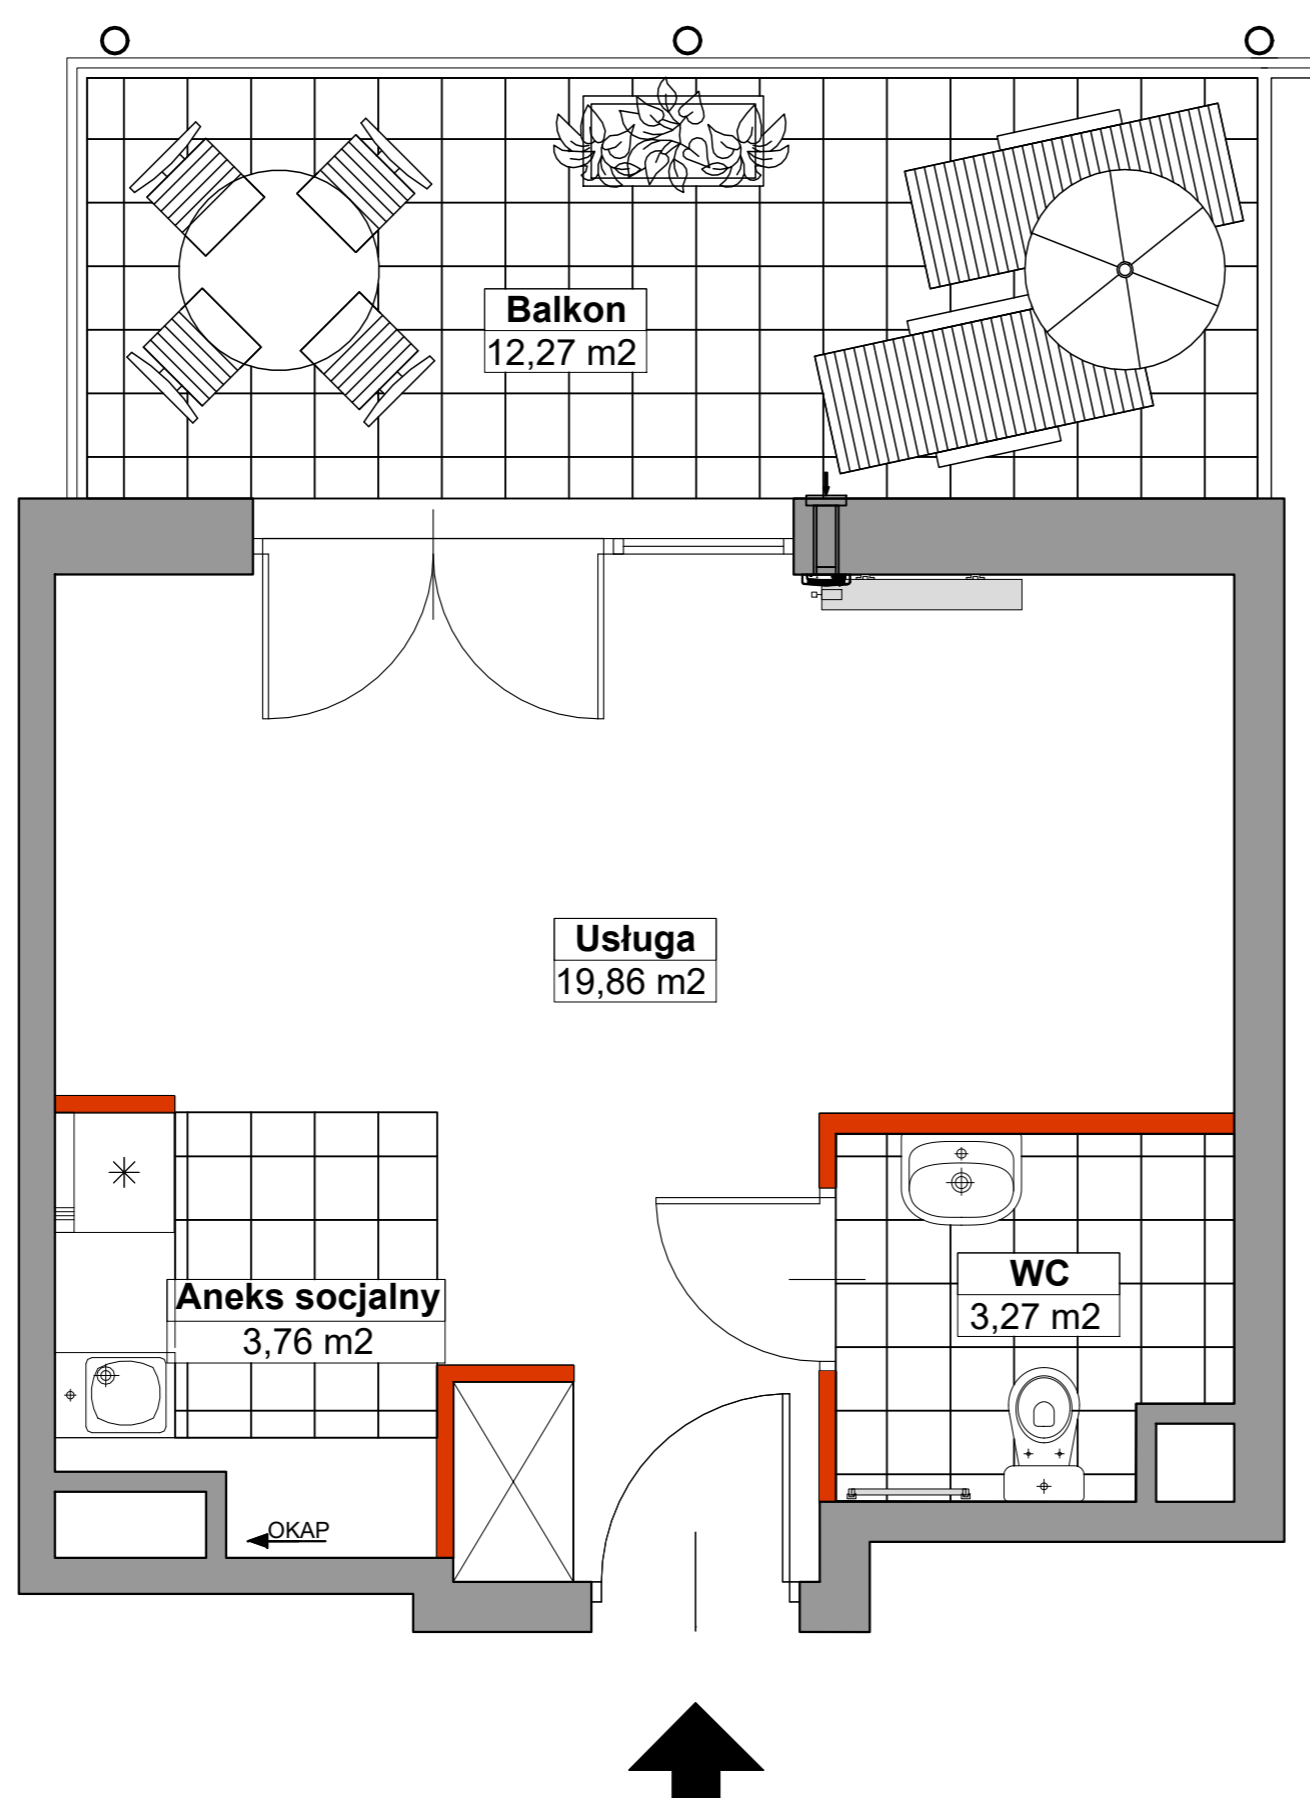 Balkon
12,27 m2
Usługa
19,86 m2
Aneks socjalny
3,76 m2
WC
3,27 m2
OKAP